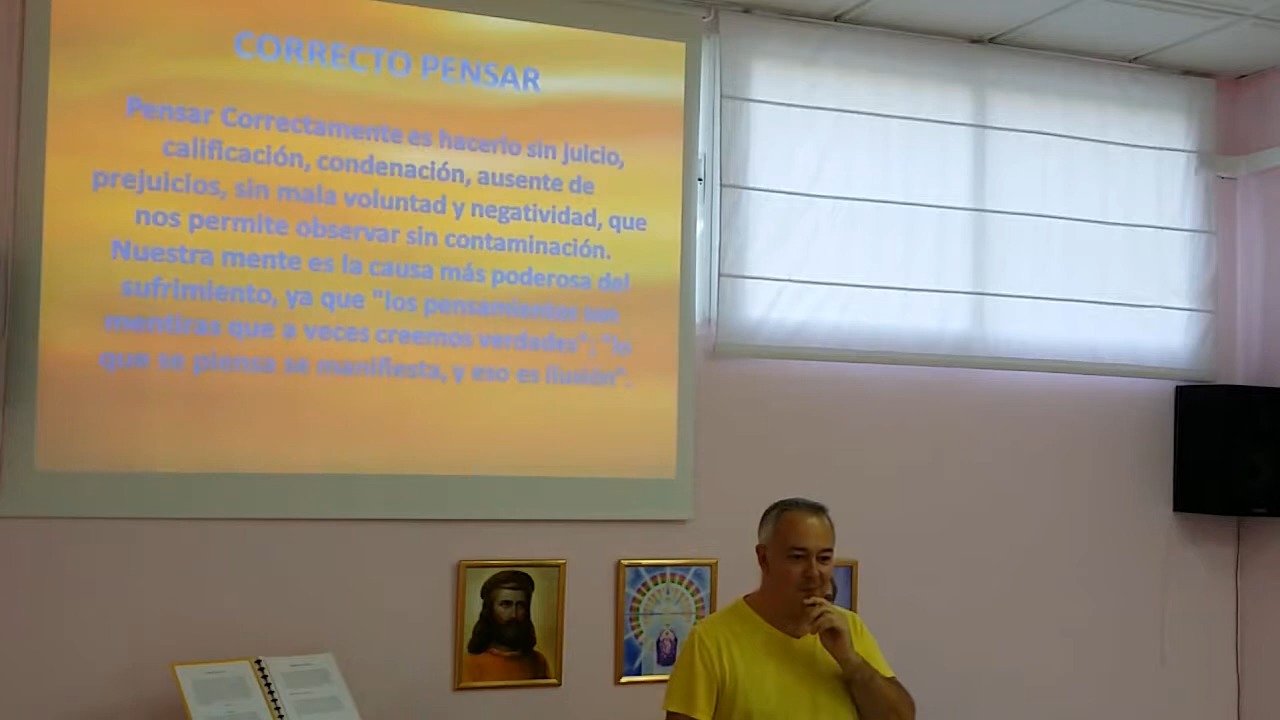 CORRECTO PENSAR
Pensar Correctamente es hacerlo sin juicio,
calificación, condenación, ausente de
prejuicios, sin mala voluntad y negatividad, que
nos permite observar sin contaminación.
Nuestra mente es la causa más poderosa del
sufrimiento, ya que "los pensamientos son
mentiras que a veces creemos verdades"; "lo
que se piensa se manifiesta, y eso es ilusión".